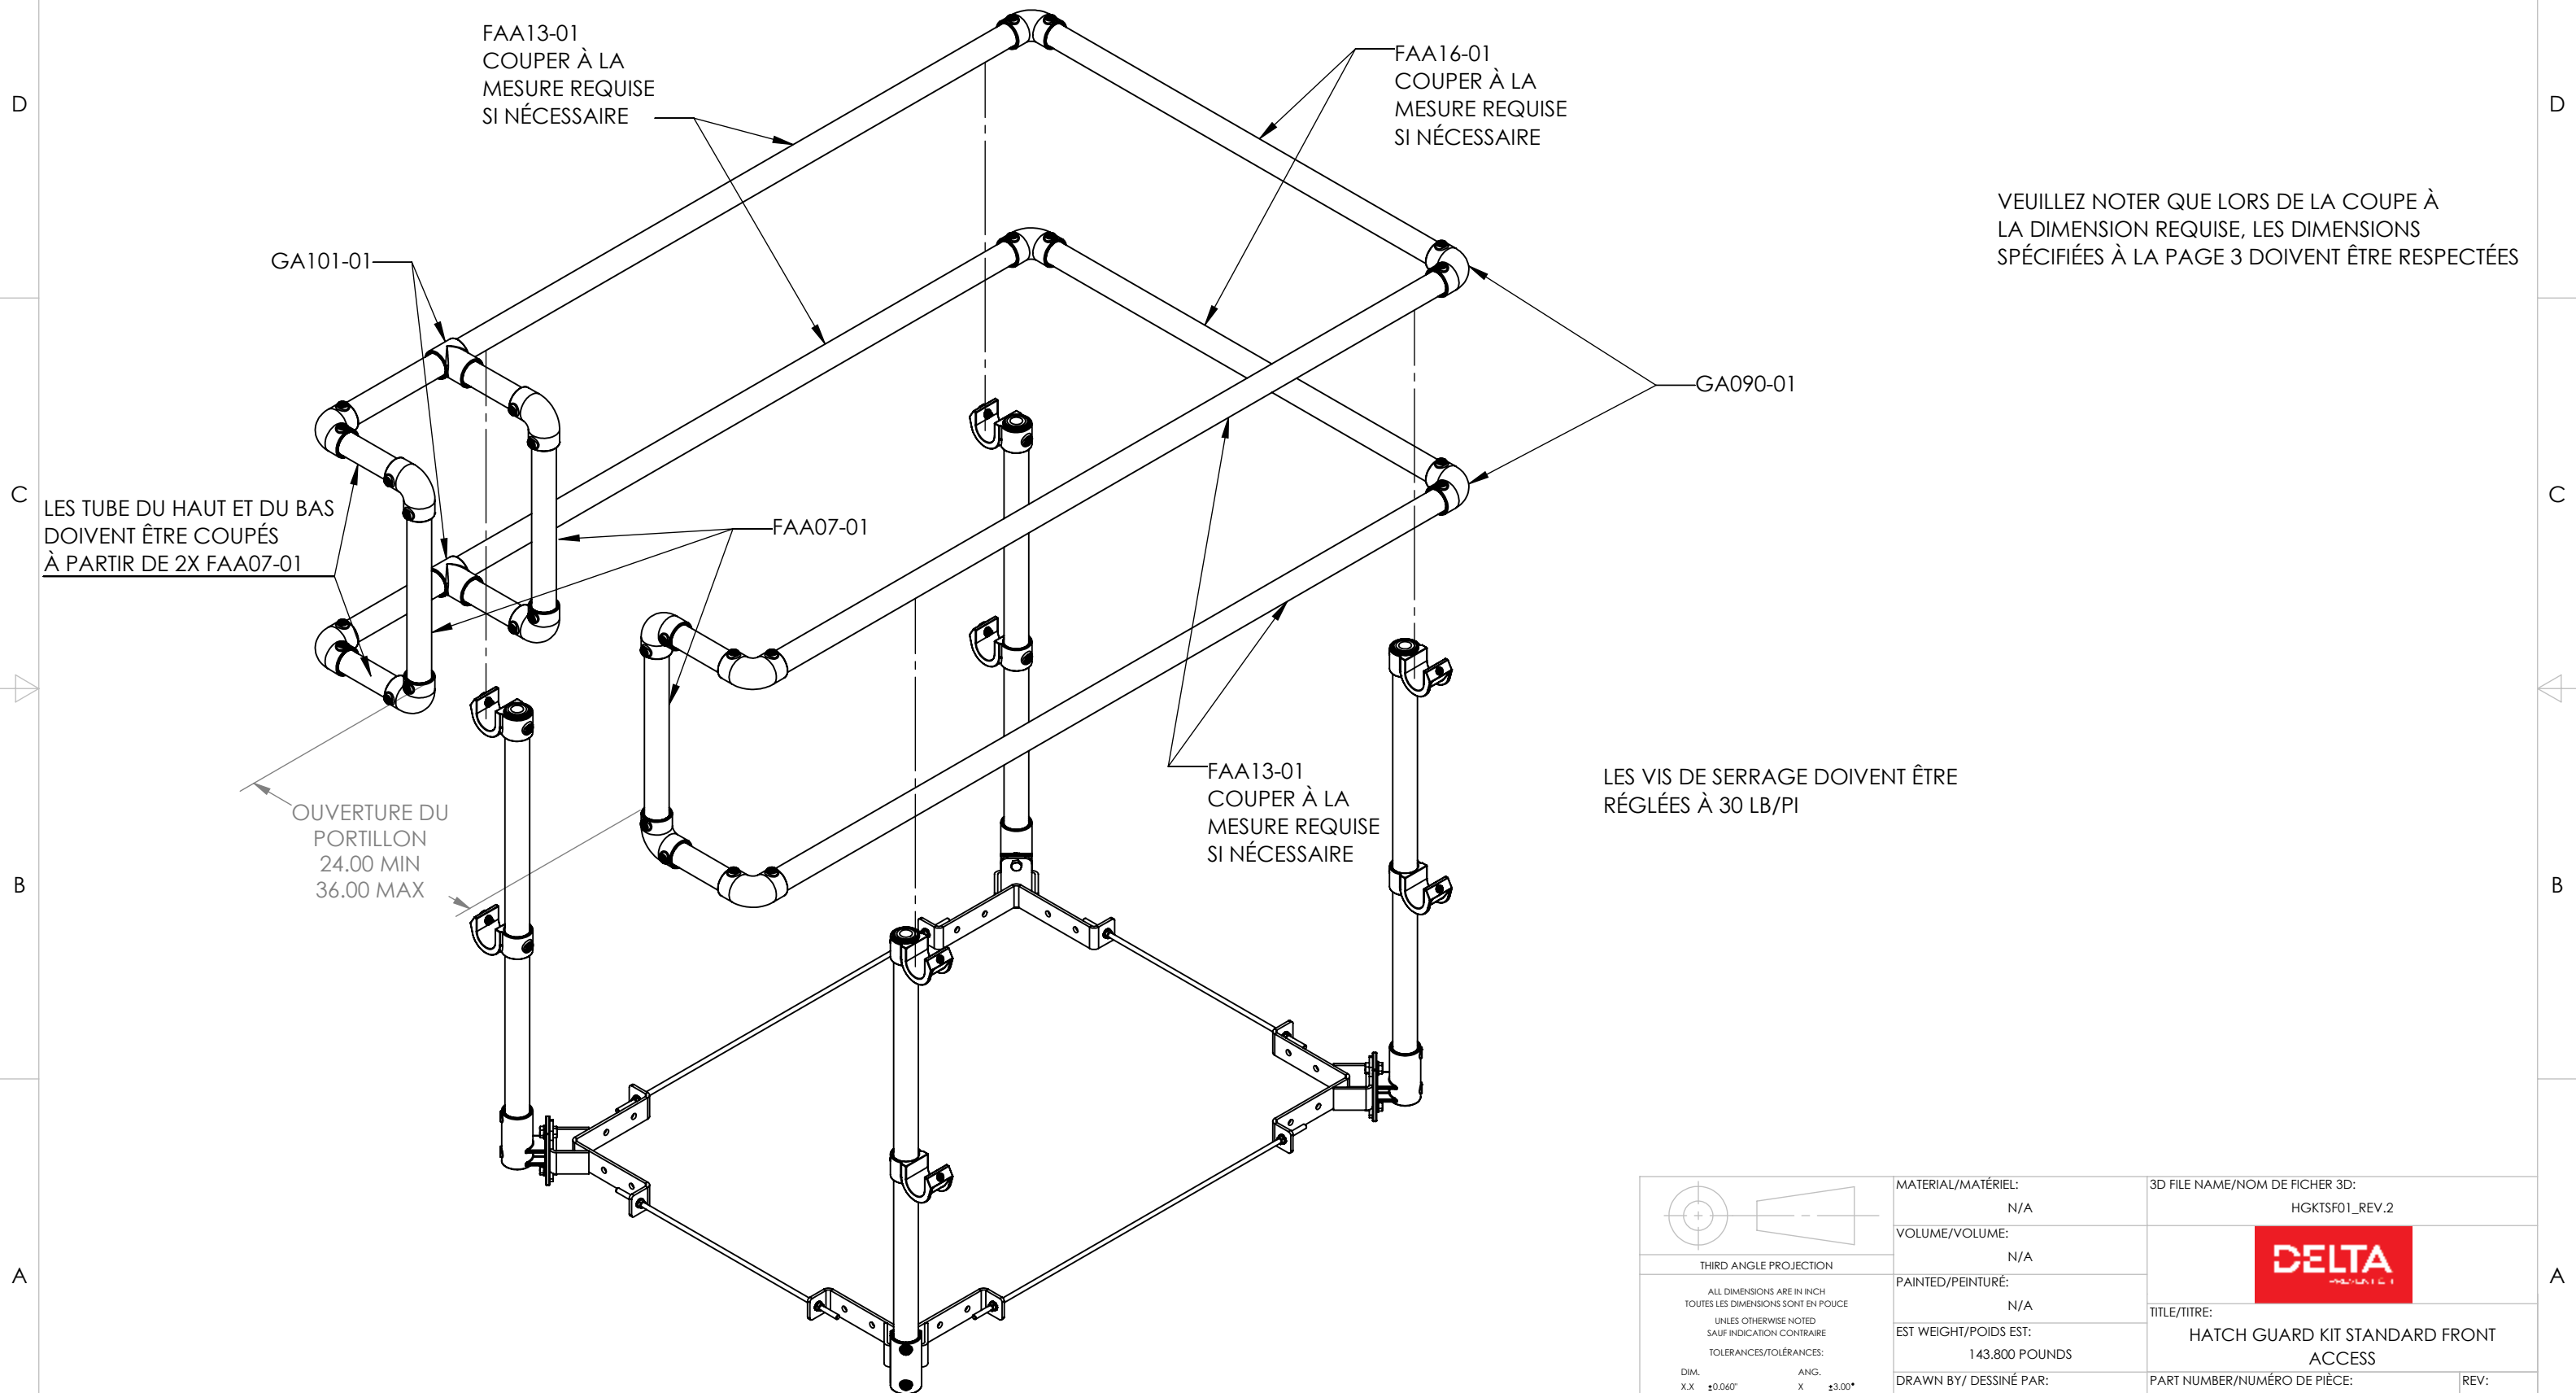 FAA13-01
COUPER À LA
MESURE REQUISE
SI NÉCESSAIRE
FAA16-01
COUPER À LA
MESURE REQUISE
SI NÉCESSAIRE
D
D
VEUILLEZ NOTER QUE LORS DE LA COUPE À
LA DIMENSION REQUISE, LES DIMENSIONS
SPÉCIFIÉES À LA PAGE 3 DOIVENT ÊTRE RESPECTÉES
GA101-01
GA090-01
C
C
LES TUBE DU HAUT ET DU BAS
DOIVENT ÊTRE COUPÉS
À PARTIR DE 2X FAA07-01
FAA07-01
OUVERTURE DU
PORTILLON
24.00 MIN
36.00 MAX
FAA13-01
COUPER À LA
MESURE REQUISE
SI NÉCESSAIRE
LES VIS DE SERRAGE DOIVENT ÊTRE
RÉGLÉES À 30 LB/PI
B
B
A
A
THIRD ANGLE PROJECTION
ALL DIMENSIONS ARE IN INCH
TOUTES LES DIMENSIONS SONT EN POUCE
UNLES OTHERWISE NOTED
SAUF INDICATION CONTRAIRE
TOLERANCES/TOLÉRANCES:
DIM. ANG.
X.X ±0.060" X ±3.00°
MATERIAL/MATÉRIEL:
N/A
VOLUME/VOLUME:
N/A
PAINTED/PEINTURÉ:
N/A
EST WEIGHT/POIDS EST:
143.800 POUNDS
DRAWN BY/ DESSINÉ PAR:
3D FILE NAME/NOM DE FICHER 3D:
HGKTSF01_REV.2
DELTA
TITLE/TITRE:
HATCH GUARD KIT STANDARD FRONT
ACCESS
PART NUMBER/NUMÉRO DE PIÈCE:
REV: